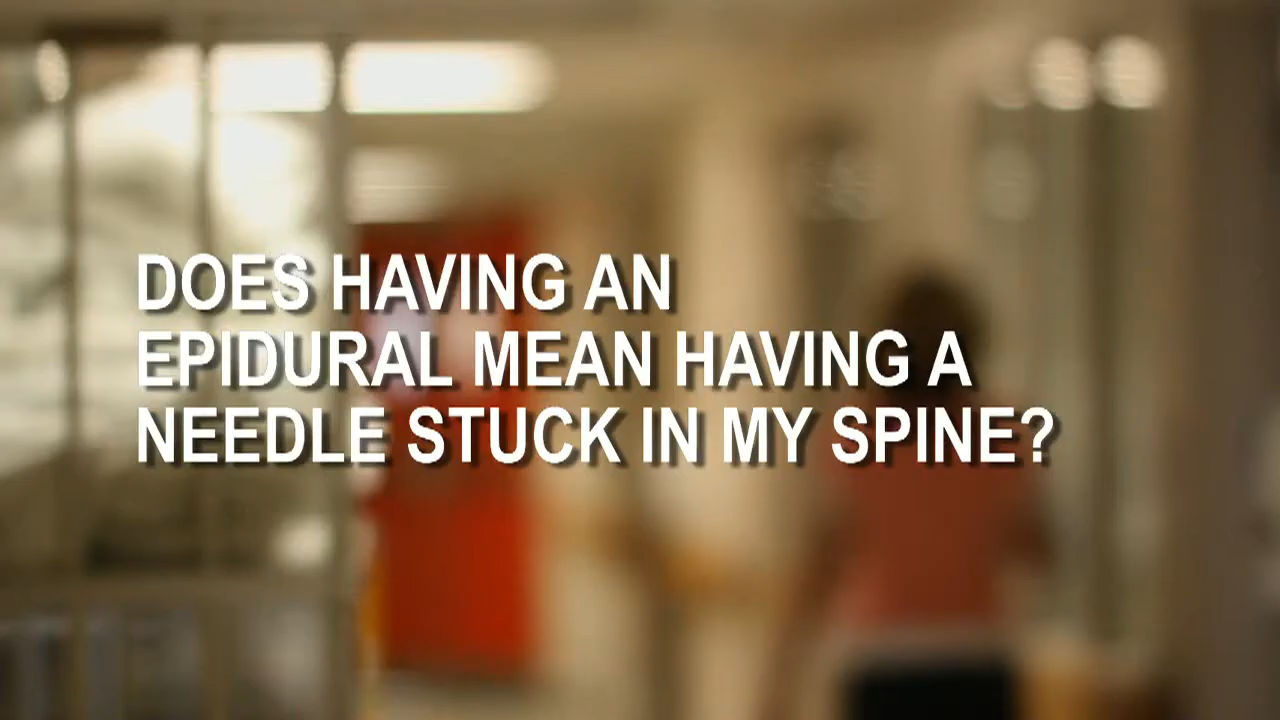 DOES HAVING AN
EPIDURAL MEAN HAVING A
NEEDLE STUCK IN MY SPINE?